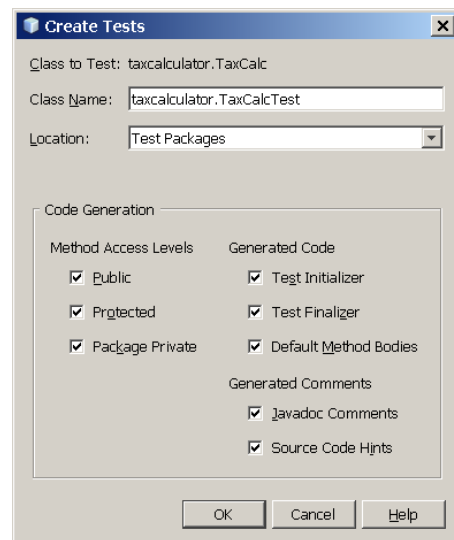 Create Tests
Class to Test: taxcalculator.TaxCalc
Class Name: taxcalculator.TaxCalcTest
Location: Test Packages
Code Generation
Method Access Levels
Public
Protected
Package Private
Generated Code
Test Initializer
Test Finalizer
Default Method Bodies
Generated Comments
Javadoc Comments
Source Code Hints
OK
Cancel
Help